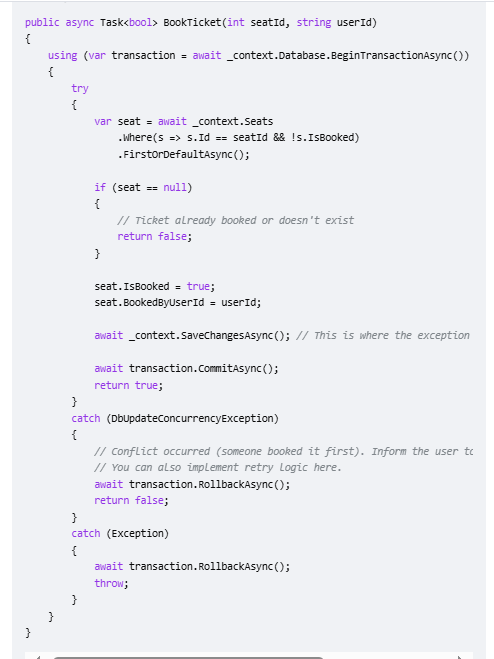 public async Task<bool> BookTicket(int seatId, string userId)
{
    using (var transaction = await _context.Database.BeginTransactionAsync())
    {
        try
        {
            var seat = await _context.Seats
                .Where(s => s.Id == seatId && !s.IsBooked)
                .FirstOrDefaultAsync();

            if (seat == null)
            {
                // Ticket already booked or doesn't exist
                return false;
            }

            seat.IsBooked = true;
            seat.BookedByUserId = userId;

            await _context.SaveChangesAsync(); // This is where the exception

            await transaction.CommitAsync();
            return true;
        }
        catch (DbUpdateConcurrencyException)
        {
            // Conflict occurred (someone booked it first). Inform the user
            // You can also implement retry logic here.
            await transaction.RollbackAsync();
            return false;
        }
        catch (Exception)
        {
            await transaction.RollbackAsync();
            throw;
        }
    }
}